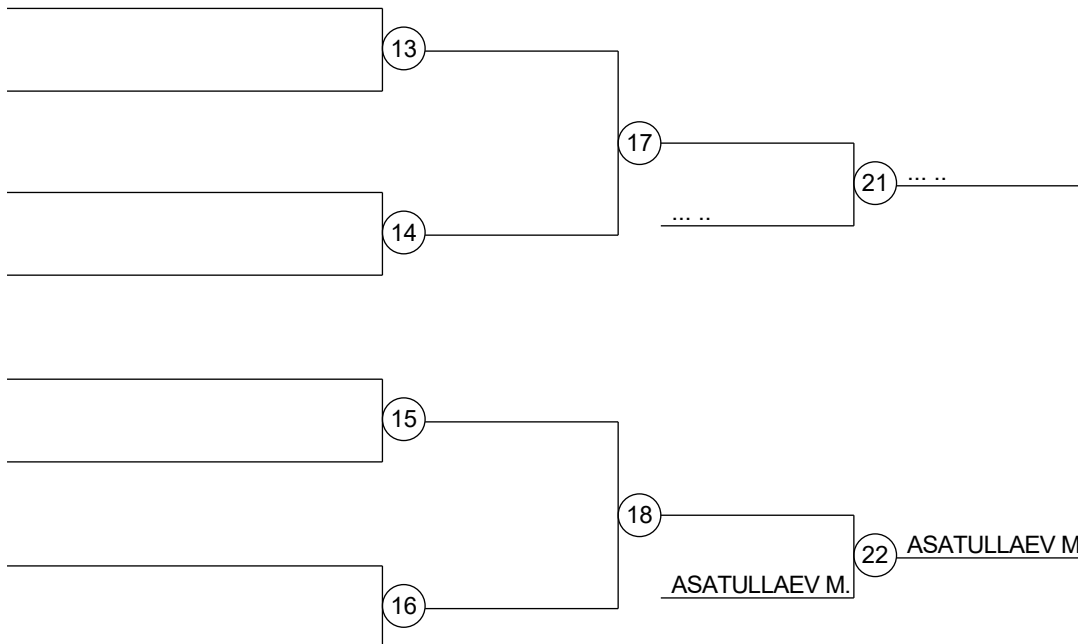 13
17
21 ... ..
... ..
14
15
18
22 ASATULLAEV M
ASATULLAEV M.
16